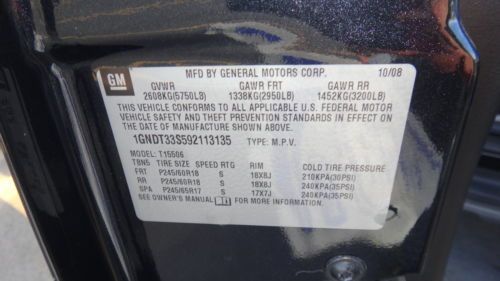 GM
MFD BY GENERAL MOTORS CORP. 10/08
GVWR GAWR FRT GAWR RR
2608KG(5750LB) 1338KG(2950LB) 1452KG(3200LB)
THIS VEHICLE CONFORMS TO ALL APPLICABLE U.S. FEDERAL MOTOR
VEHICLE SAFETY AND THEFT PREVENTION STANDARDS IN EFFECT ON
THE DATE OF MANUFACTURE SHOWN ABOVE.
1GNDT33S592113135 TYPE: M.P.V.
MODEL: T15506
TBN5 TIRE SIZE SPEED RTG RIM COLD TIRE PRESSURE
FRT P245/60R18 S 18X8J 210KPA(30PSI)
RR P245/60R18 S 18X8J 240KPA(35PSI)
SPA P245/65R17 S 17X7J 240KPA(35PSI)
SEE OWNER'S MANUAL i FOR MORE INFORMATION.